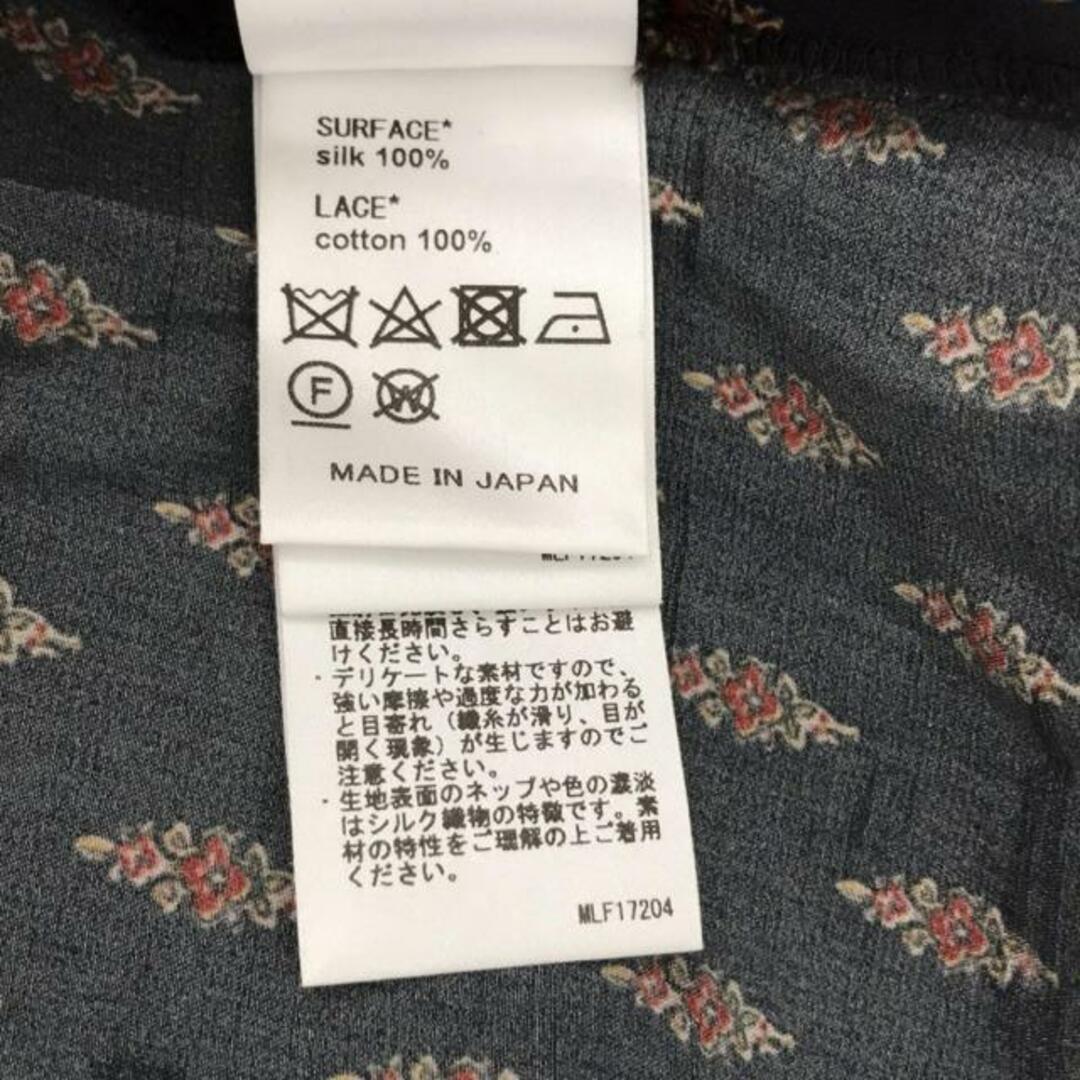 SURFACE*
silk 100%
LACE*
cotton 100%
F
W
MADE IN JAPAN
直接長時間さらすことはお避
けください。
・デリケートな素材ですので、
強い摩擦や過度な力が加わる
と目寄れ（織糸が滑り、目が
開く現象）が生じますのでご
注意ください。
・生地表面のネップや色の濃淡
はシルク織物の特徴です。素
材の特性をご理解の上ご着用
ください。
MLF17204